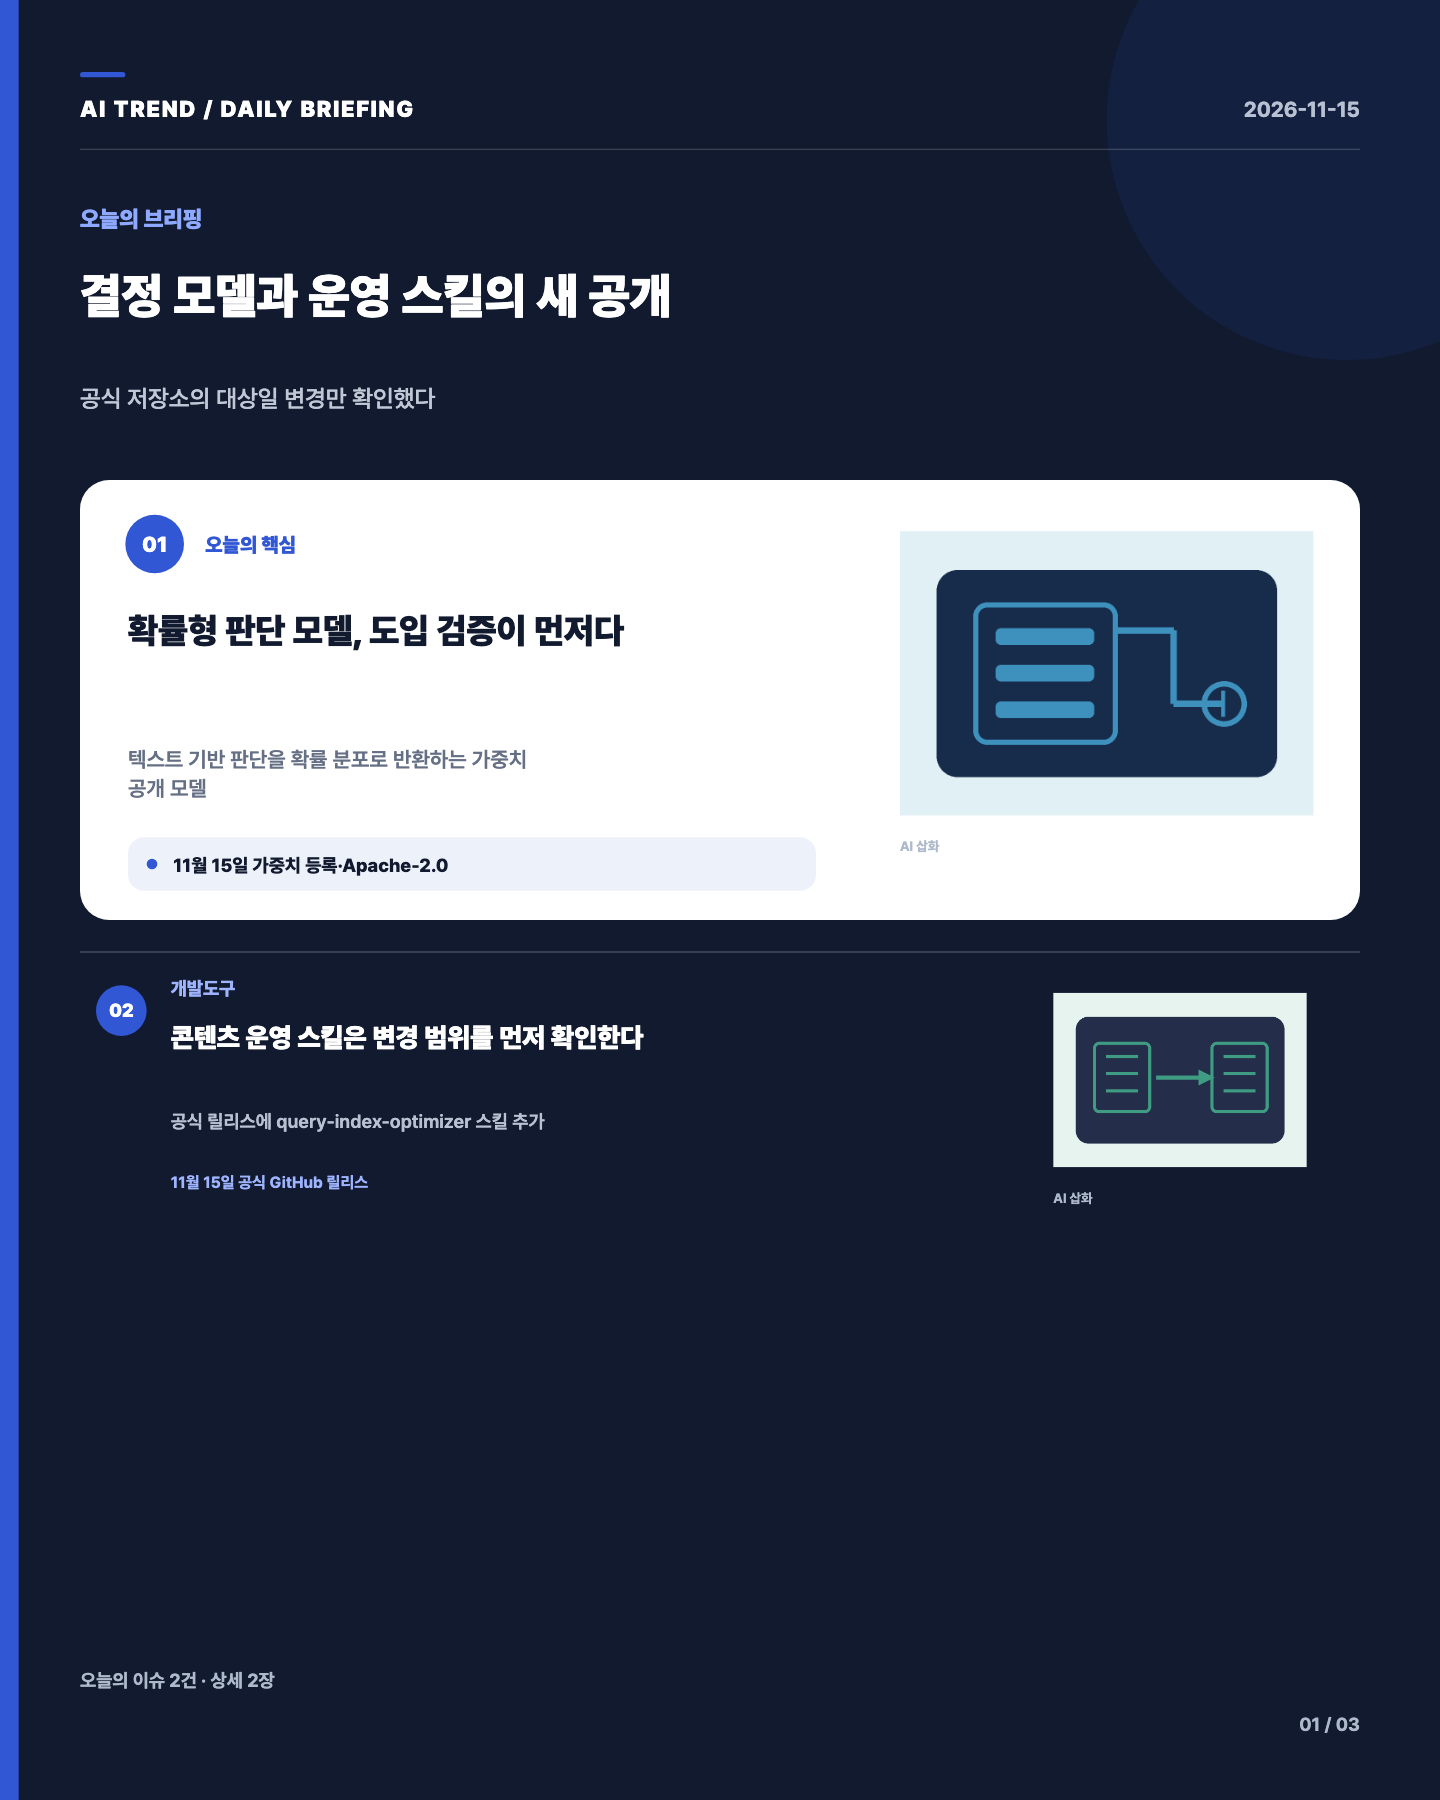 AI TREND / DAILY BRIEFING
2026-11-15
오늘의 브리핑
결정 모델과 운영 스킬의 새 공개
공식 저장소의 대상일 변경만 확인했다
01
오늘의 핵심
확률형 판단 모델, 도입 검증이 먼저다
텍스트 기반 판단을 확률 분포로 반환하는 가중치
공개 모델
11월 15일 가중치 등록·Apache-2.0
AI 삽화
02
개발도구
콘텐츠 운영 스킬은 변경 범위를 먼저 확인한다
공식 릴리스에 query-index-optimizer 스킬 추가
11월 15일 공식 GitHub 릴리스
AI 삽화
오늘의 이슈 2건 · 상세 2장
01 / 03